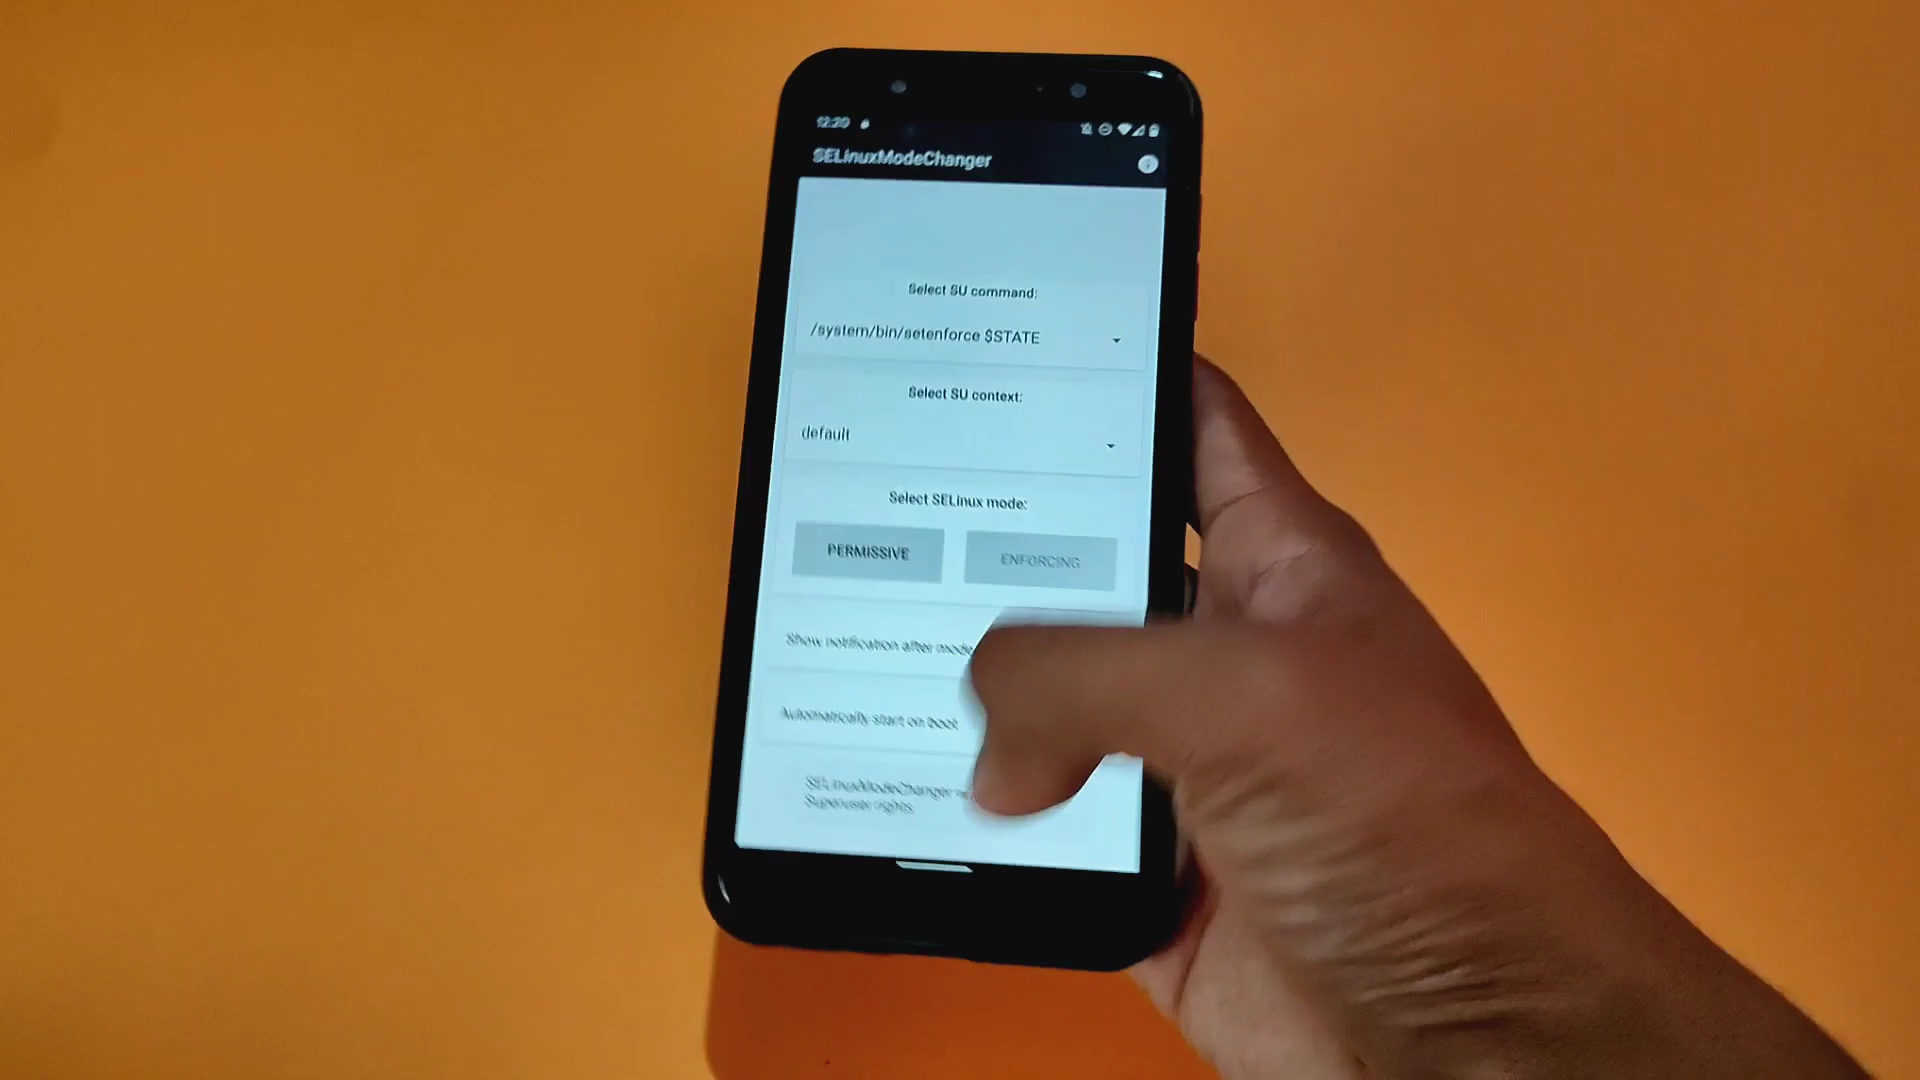 12:20
SELinuxModeChanger
Select SU command:
/system/bin/setenforce $STATE
Select SU context:
default
Select SELinux mode:
PERMISSIVE
ENFORCING
Show notification after mode
Automatically start on boot
SELinuxModeChanger
Superuser rights